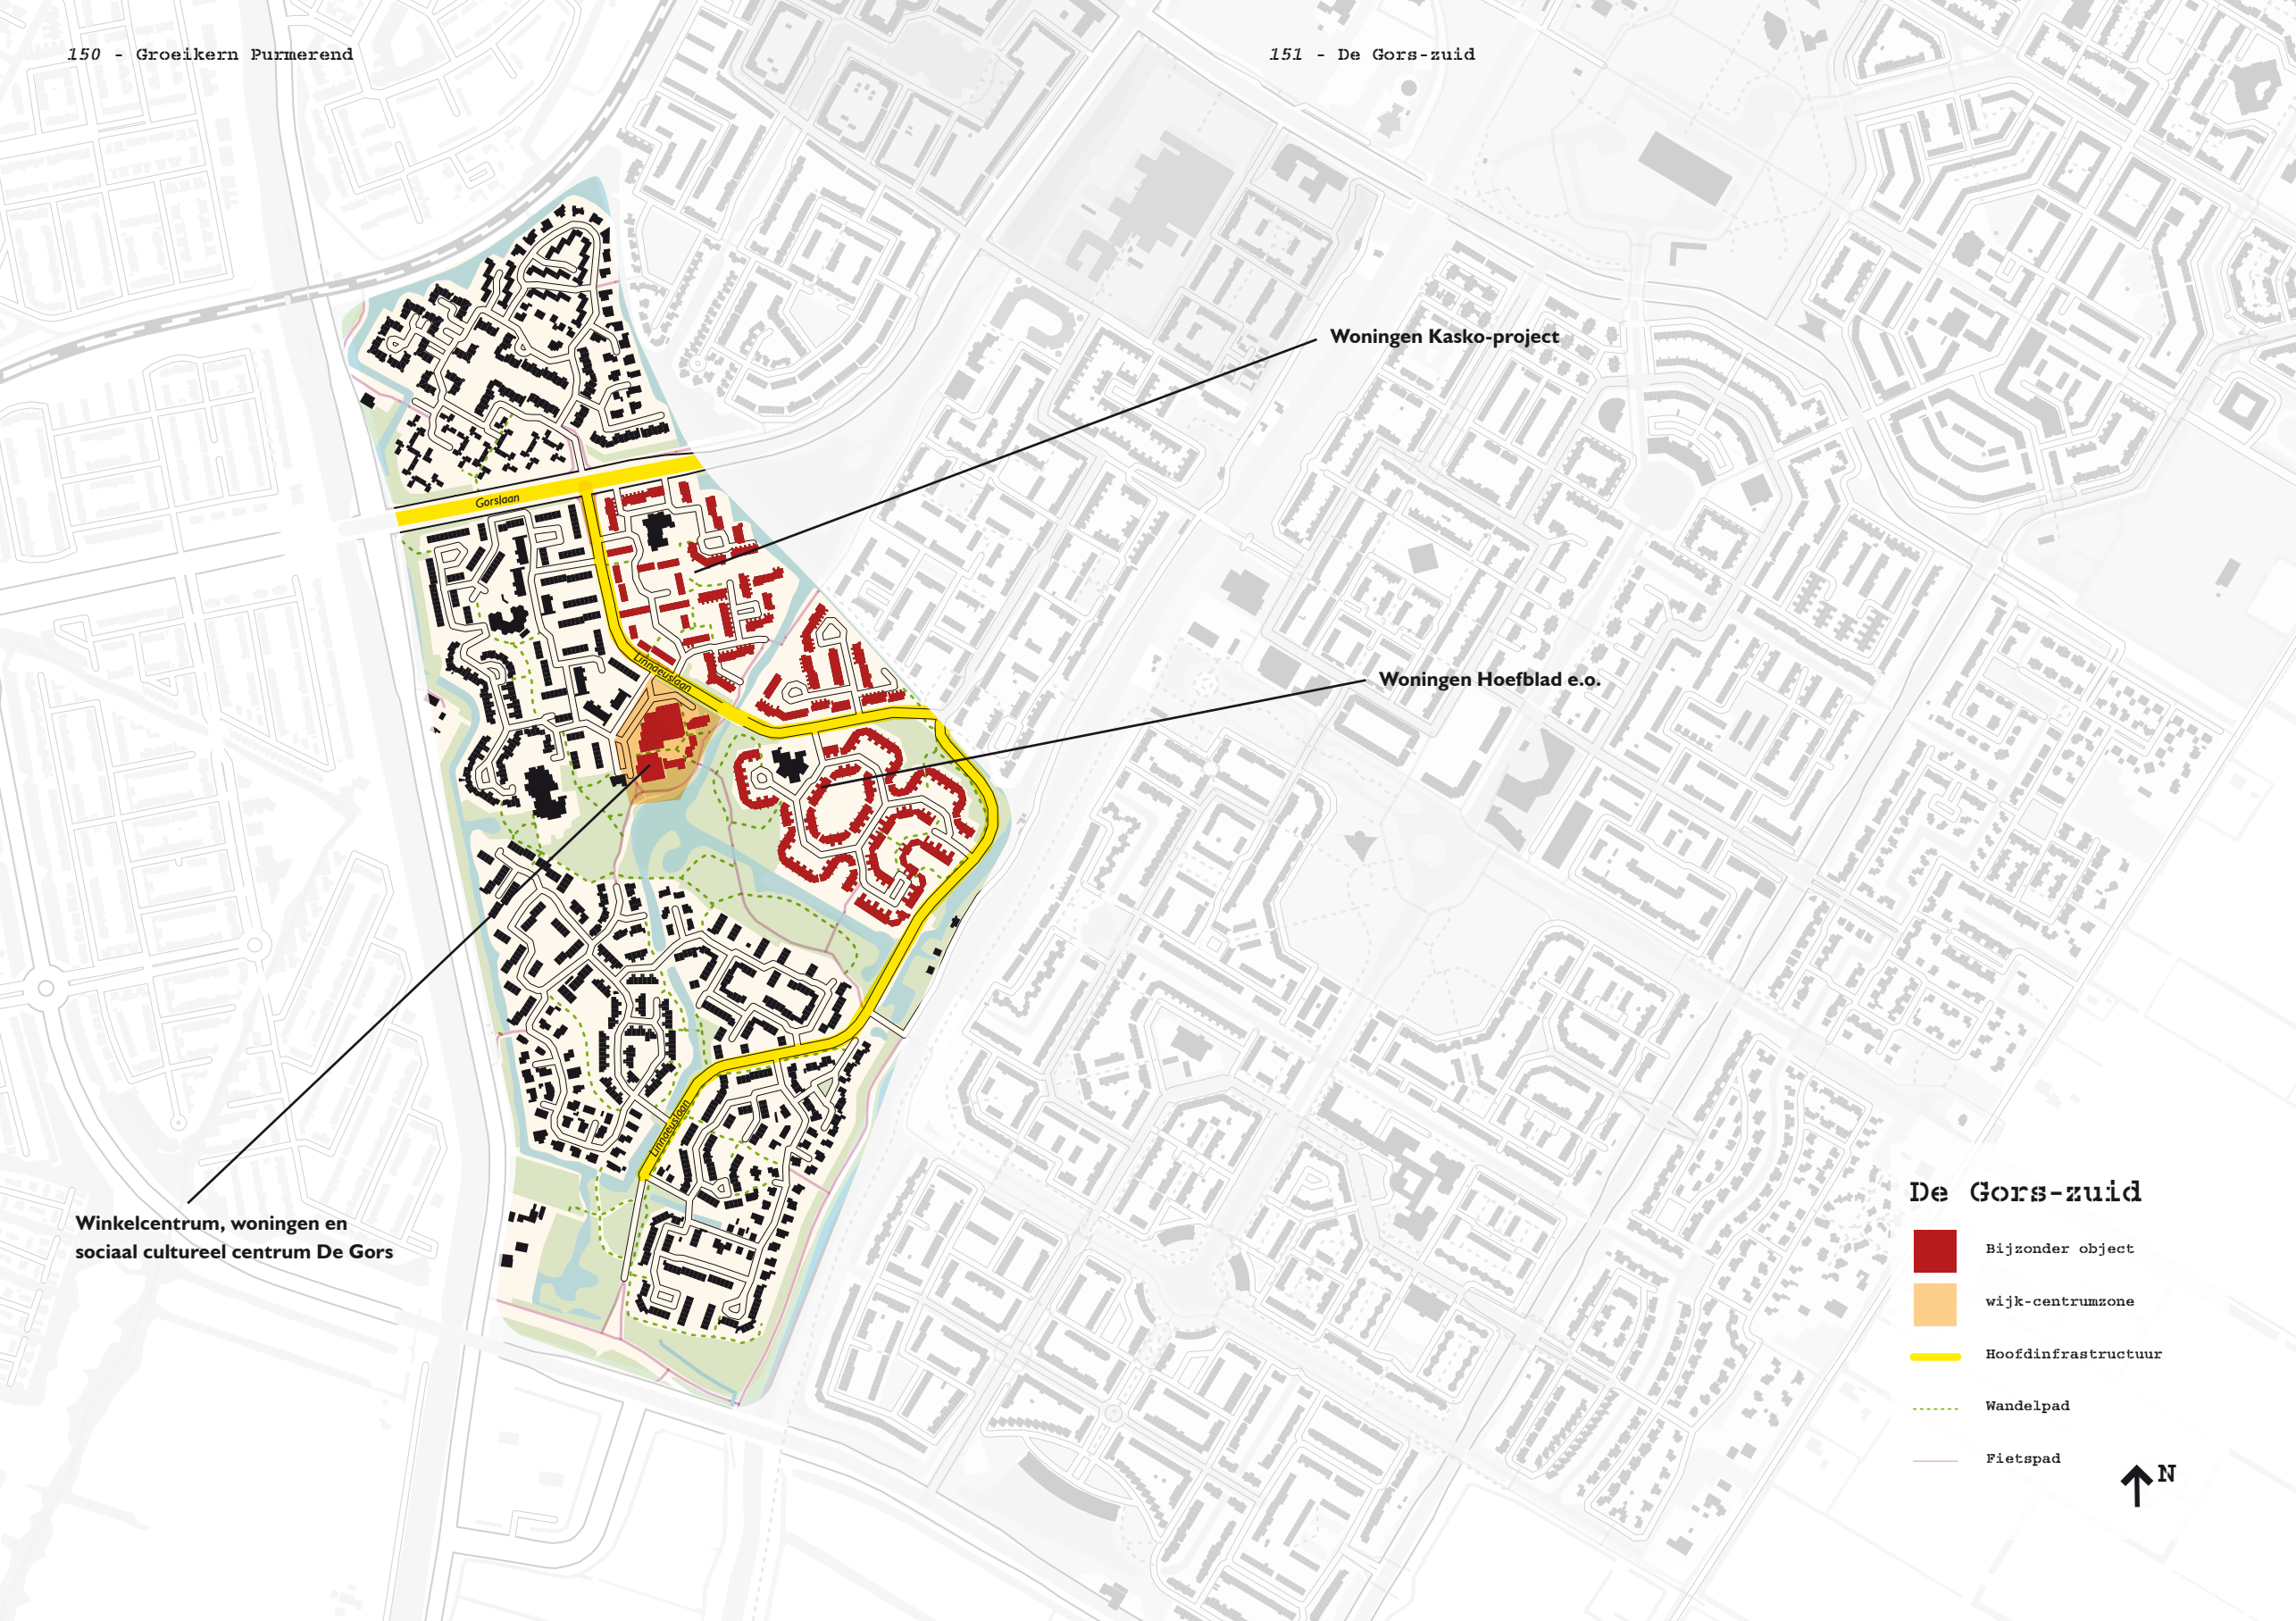 150 - Groeikern Purmerend
151 - De Gors-zuid
Woningen Kasko-project
Gorslaan
Linnaeuslaan
Woningen Hoefblad e.o.
Linnaeuslaan
Winkelcentrum, woningen en
sociaal cultureel centrum De Gors
De Gors-zuid
Bijzonder object
wijk-centrumzone
Hoofdinfrastructuur
Wandelpad
Fietspad
N